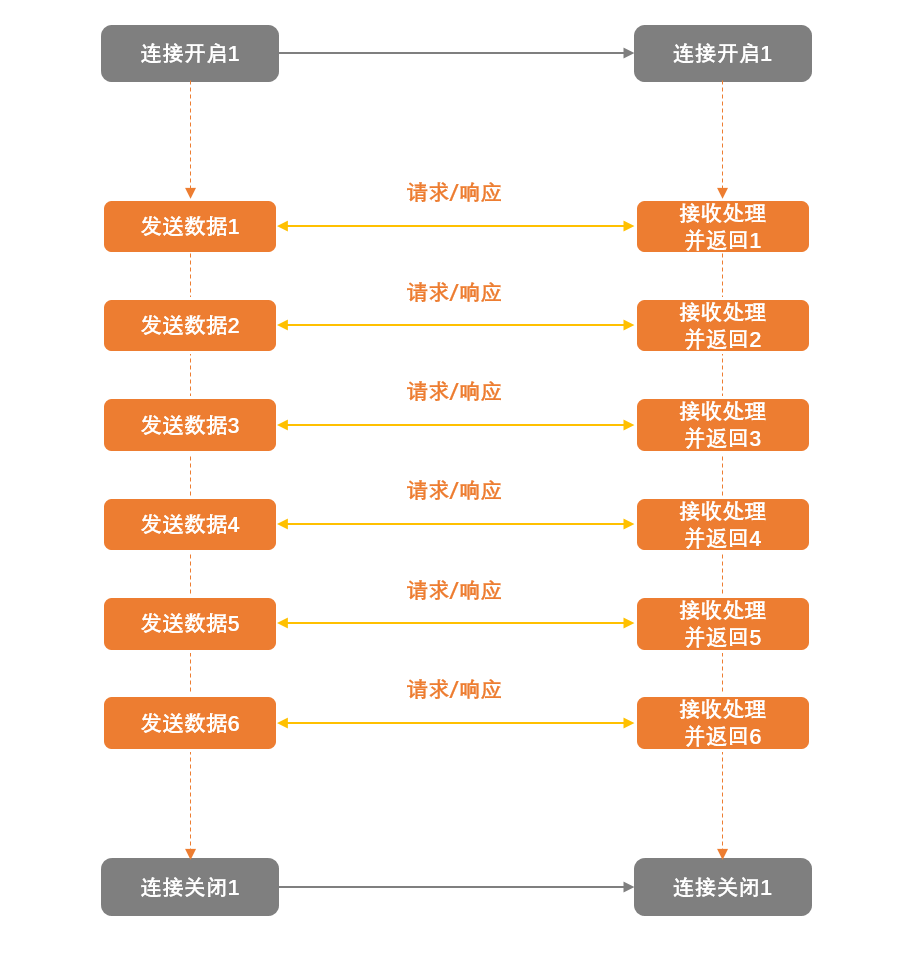 连接开启1
连接开启1
请求/响应
发送数据1
接收处理
并返回1
请求/响应
发送数据2
接收处理
并返回2
请求/响应
发送数据3
接收处理
并返回3
请求/响应
发送数据4
接收处理
并返回4
请求/响应
发送数据5
接收处理
并返回5
请求/响应
发送数据6
接收处理
并返回6
连接关闭1
连接关闭1